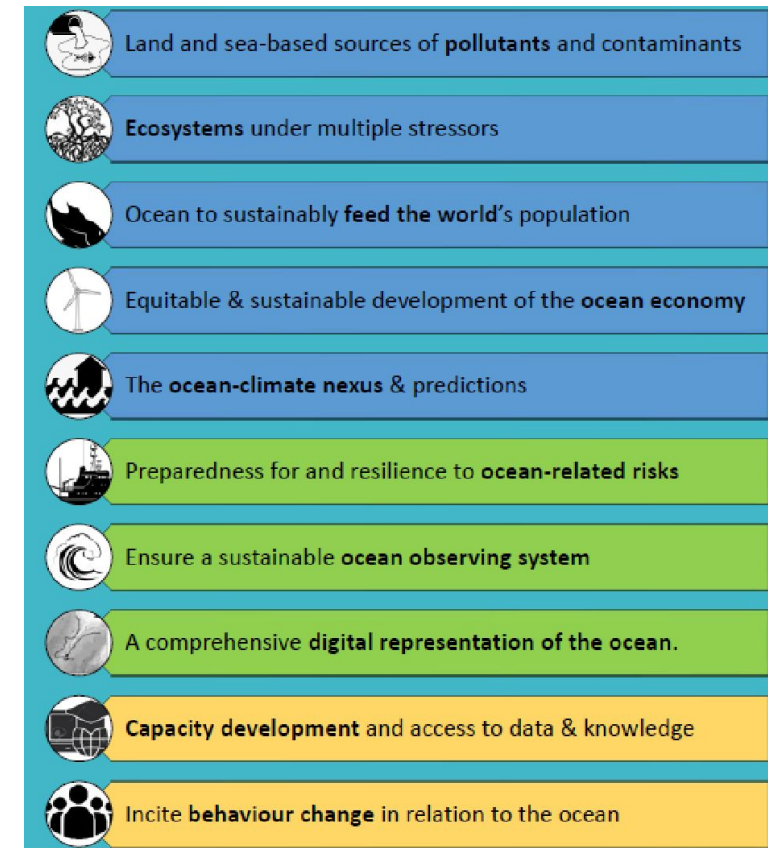 Land and sea-based sources of pollutants and contaminants
Ecosystems under multiple stressors
Ocean to sustainably feed the world's population
Equitable & sustainable development of the ocean economy
The ocean-climate nexus & predictions
Preparedness for and resilience to ocean-related risks
Ensure a sustainable ocean observing system
A comprehensive digital representation of the ocean.
Capacity development and access to data & knowledge
Incite behaviour change in relation to the ocean